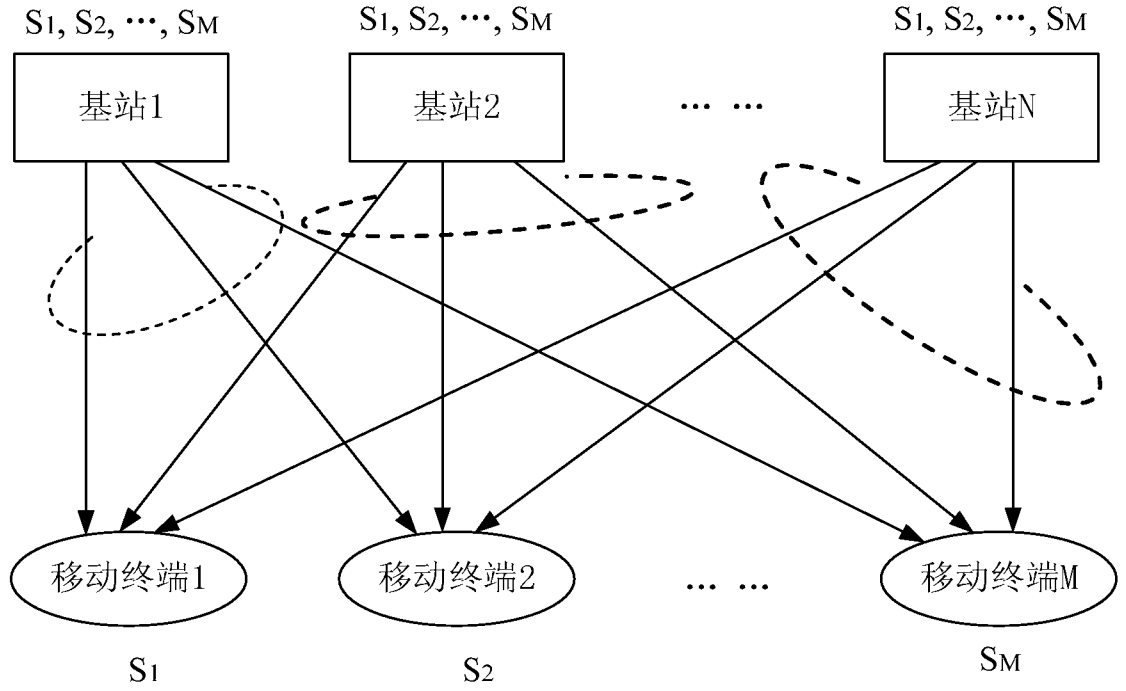 S1, S2, ···, SM S1, S2, ···, SM S1, S2, ···, SM
基站1 基站2 ··· ··· 基站N
移动终端1 移动终端2 ··· ··· 移动终端M
S1 S2 SM